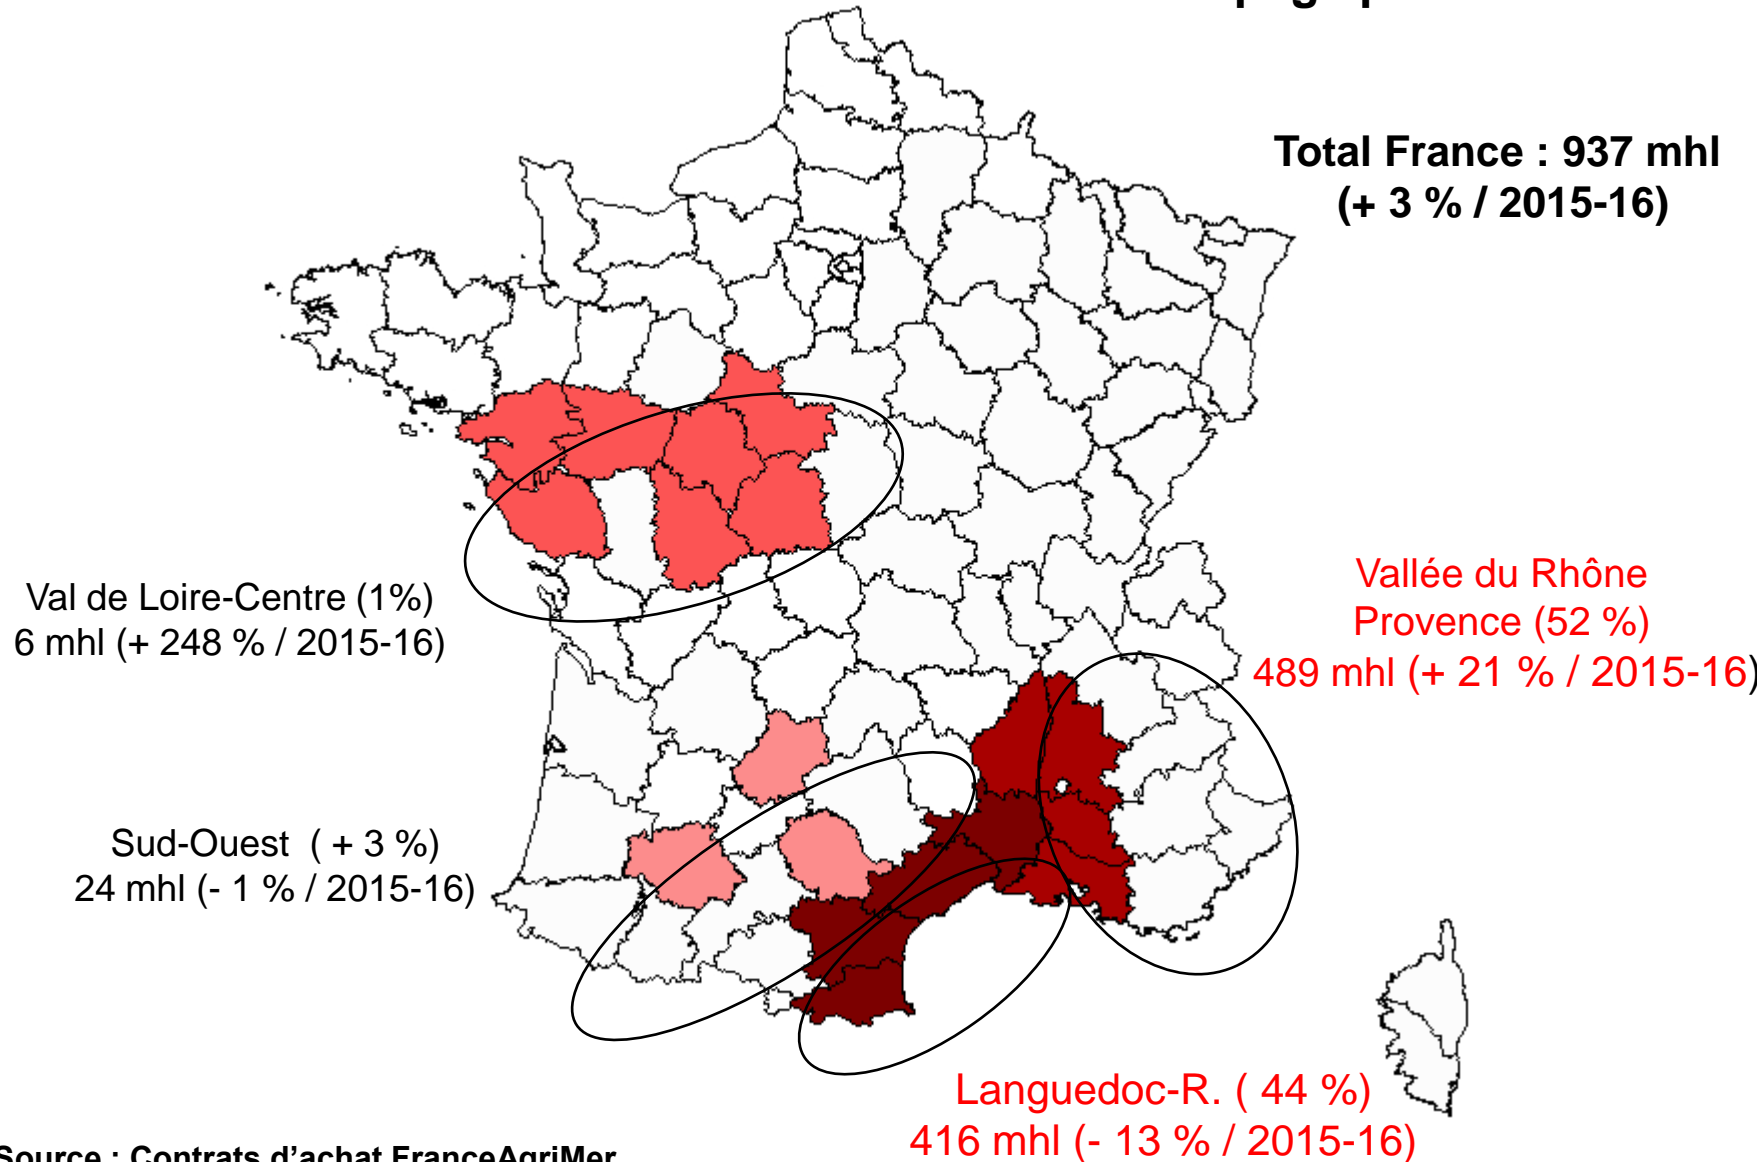 Total France : 937 mhl
(+ 3 % / 2015-16)
Vallée du Rhône
Provence (52 %)
489 mhl (+ 21 % / 2015-16)
Val de Loire-Centre (1%)
6 mhl (+ 248 % / 2015-16)
Sud-Ouest ( + 3 %)
24 mhl (- 1 % / 2015-16)
Languedoc-R. ( 44 %)
416 mhl (- 13 % / 2015-16)
Source : Contrats d'achat FranceAgriMer